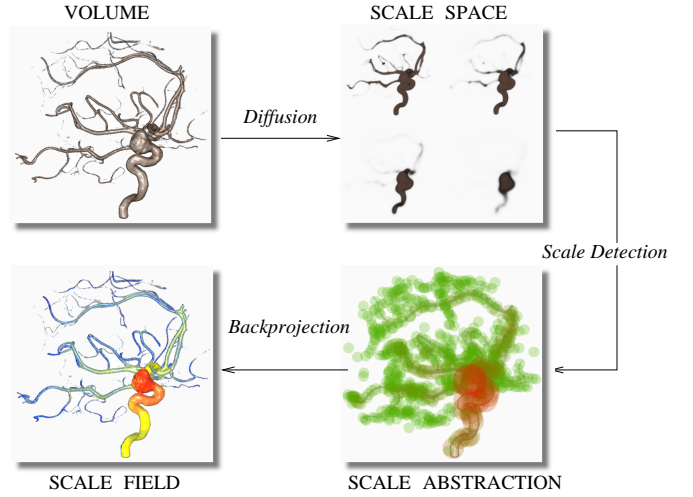 VOLUME
SCALE SPACE
Diffusion
Scale Detection
Backprojection
SCALE FIELD
SCALE ABSTRACTION